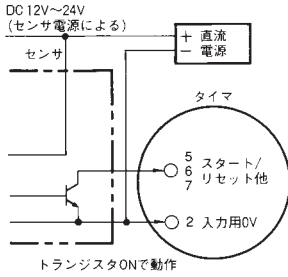 DC 12V～24V
(センサ電源による)
センサ
+ 直流
− 電源
タイマ
5
6 スタート/
7 リセット他
2 入力用0V
トランジスタONで動作